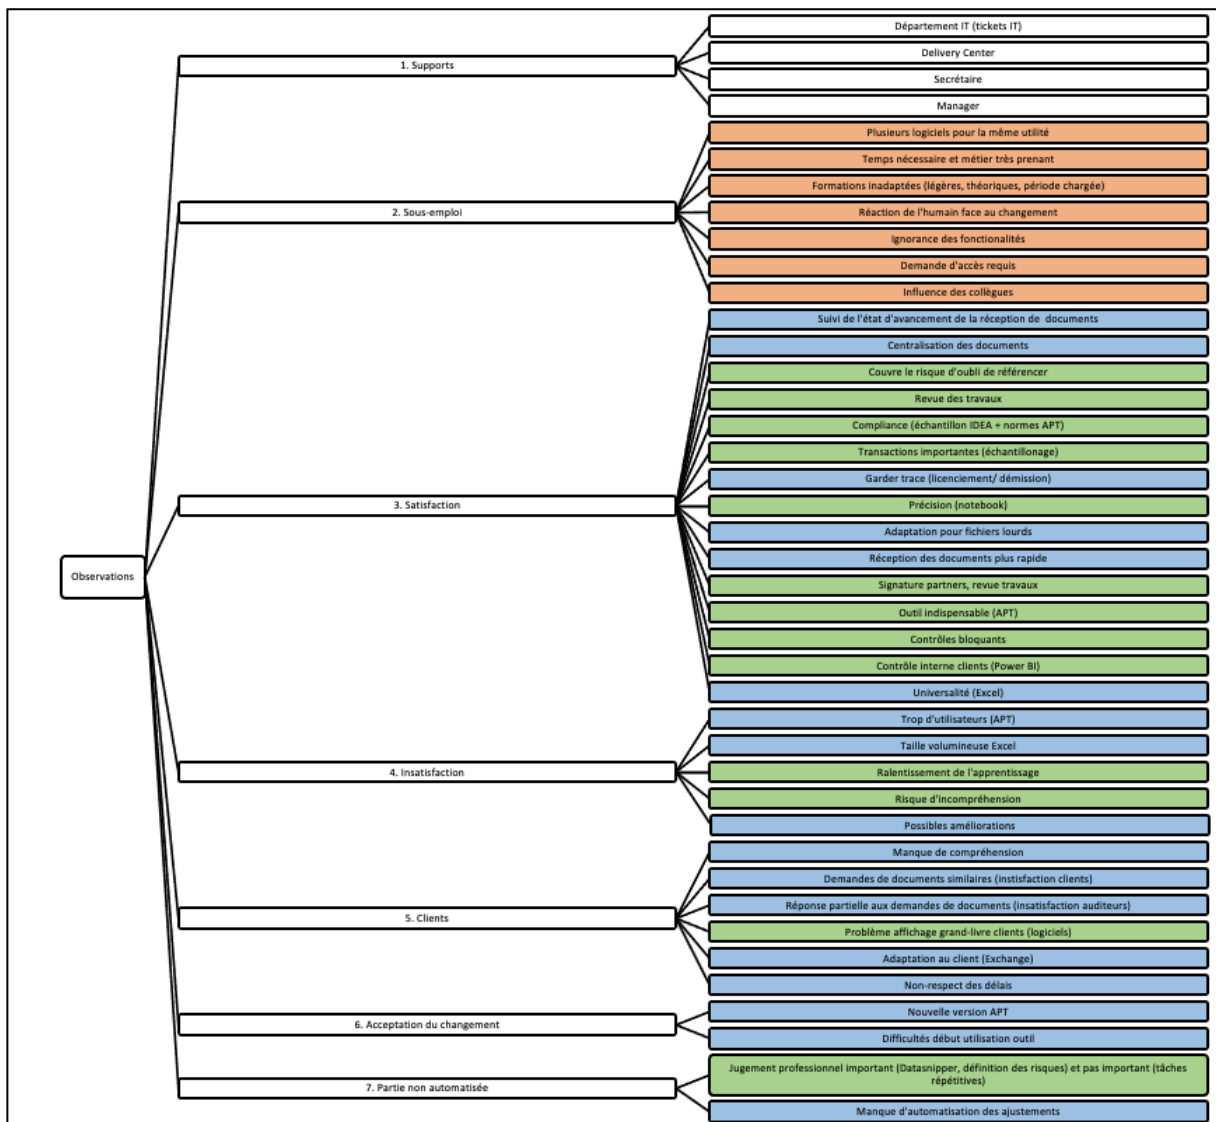 Observations
1. Supports
Département IT (tickets IT)
Delivery Center
Secrétaire
Manager
2. Sous-emploi
Plusieurs logiciels pour la même utilité
Temps nécessaire et métier très prenant
Formations inadaptées (légères, théoriques, période chargée)
Réaction de l'humain face au changement
Ignorance des fonctionalités
Demande d'accès requis
Influence des collègues
3. Satisfaction
Suivi de l'état d'avancement de la réception de documents
Centralisation des documents
Couvre le risque d'oubli de référencer
Revue des travaux
Compliance (échantillon IDEA + normes APT)
Transactions importantes (échantillonage)
Garder trace (licenciement/ démission)
Précision (notebook)
Adaptation pour fichiers lourds
Réception des documents plus rapide
Signature partners, revue travaux
Outil indispensable (APT)
Contrôles bloquants
Contrôle interne clients (Power BI)
Universalité (Excel)
4. Insatisfaction
Trop d'utilisateurs (APT)
Taille volumineuse Excel
Ralentissement de l'apprentissage
Risque d'incompréhension
Possibles améliorations
5. Clients
Manque de compréhension
Demandes de documents similaires (instisfaction clients)
Réponse partielle aux demandes de documents (insatisfaction auditeurs)
Problème affichage grand-livre clients (logiciels)
Adaptation au client (Exchange)
Non-respect des délais
6. Acceptation du changement
Nouvelle version APT
Difficultés début utilisation outil
7. Partie non automatisée
Jugement professionnel important (Datasnipper, définition des risques) et pas important (tâches
répétitives)
Manque d'automatisation des ajustements